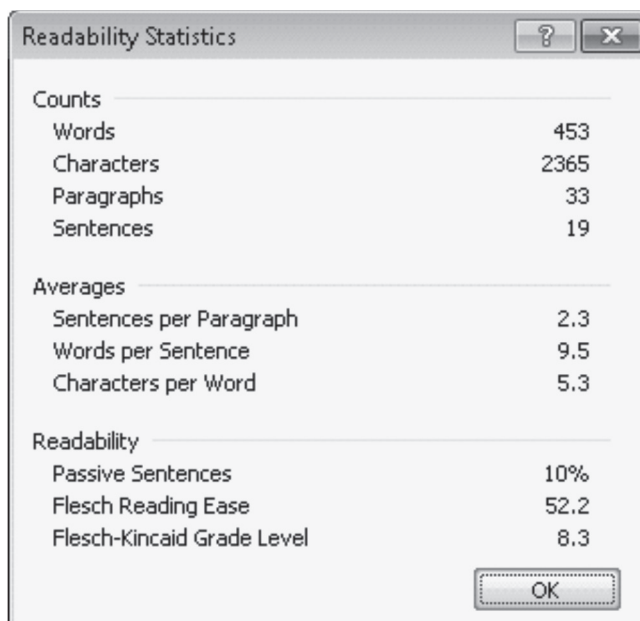 Readability Statistics
Counts
Words 453
Characters 2365
Paragraphs 33
Sentences 19
Averages
Sentences per Paragraph 2.3
Words per Sentence 9.5
Characters per Word 5.3
Readability
Passive Sentences 10%
Flesch Reading Ease 52.2
Flesch-Kincaid Grade Level 8.3
OK